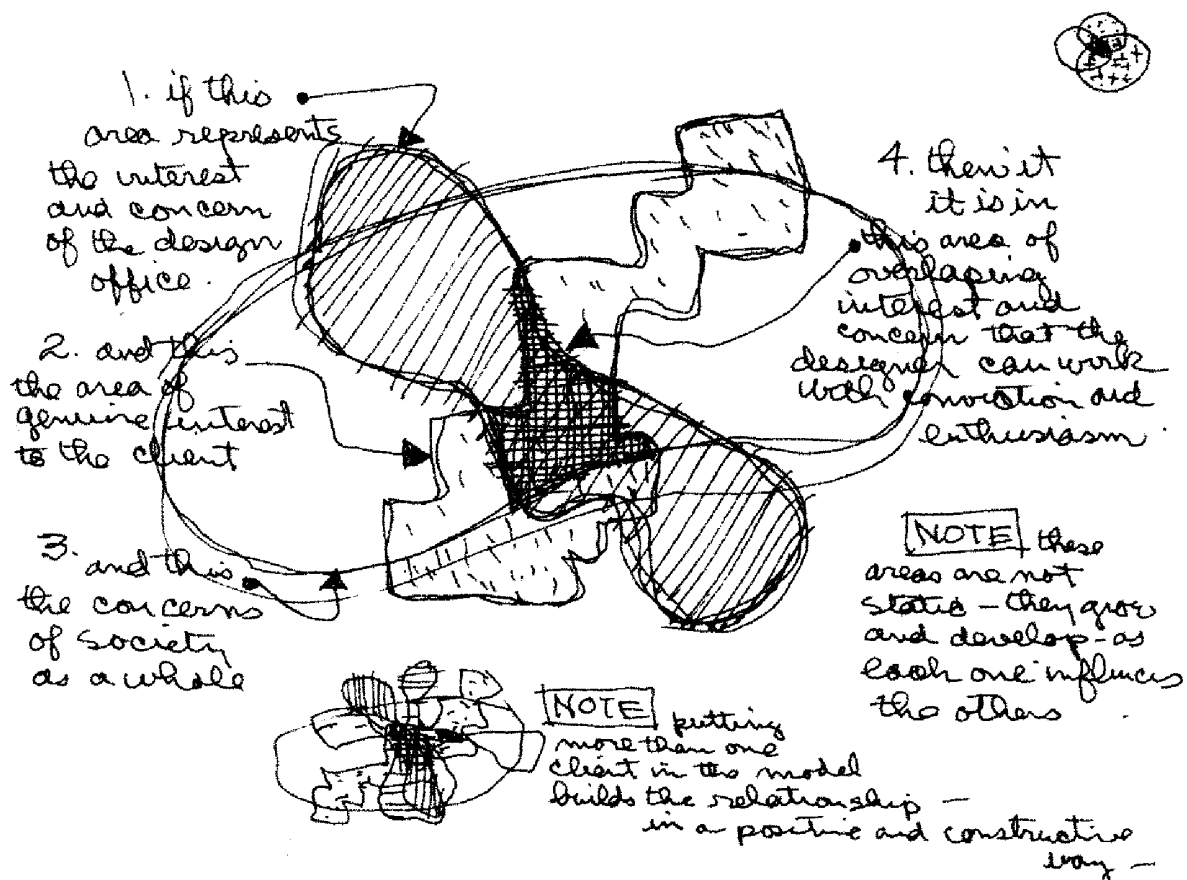 1. if this
area represents
the interest
and concern
of the design
office.
2. and this
the area of
genuine interest
to the client
3. and this
the concerns
of society
as a whole
4. then it
it is in
this area of
overlaping
interest and
concern that the
designer can work
with conviction and
enthusiasm.
NOTE these
areas are not
static - they grow
and develop - as
each one influences
the others
NOTE putting
more than one
client in the model
builds the relationship —
in a positive and constructive
way —